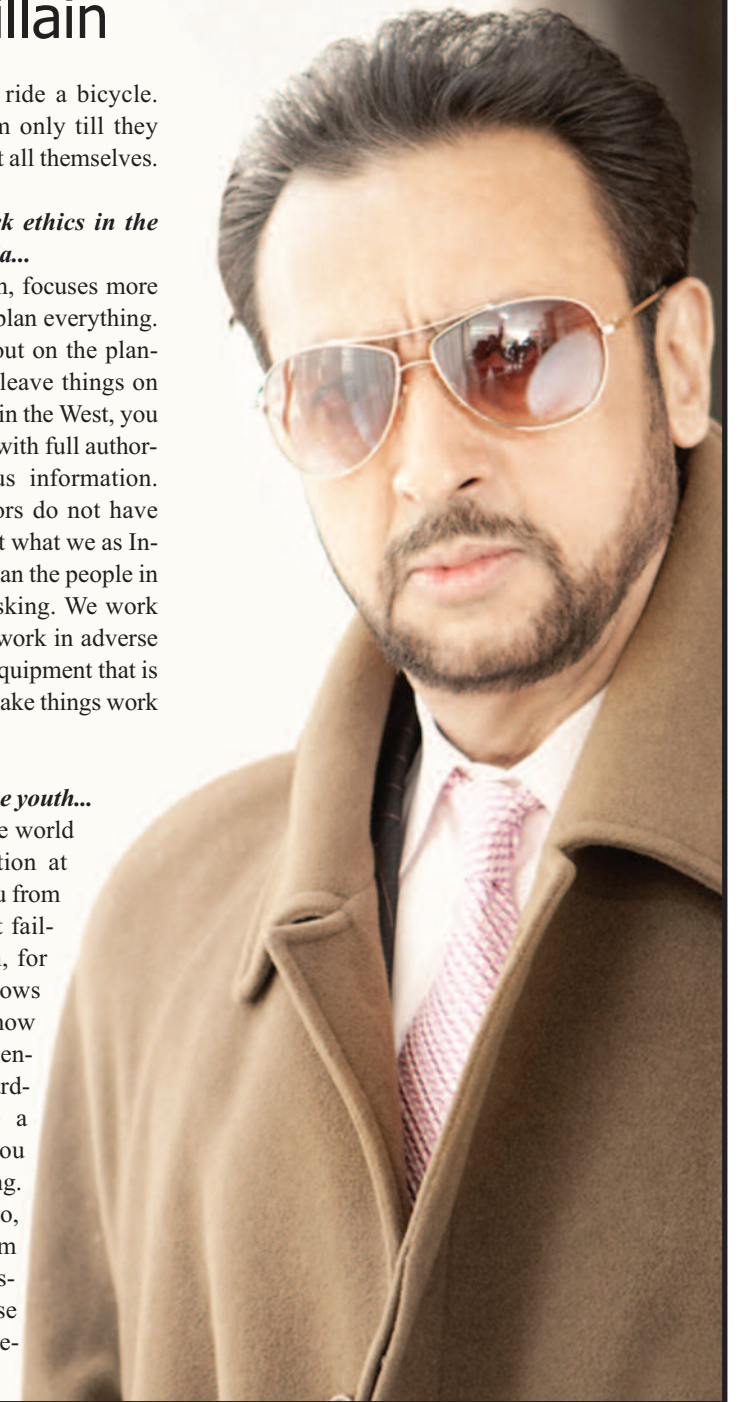 illain
ride a bicycle.
n only till they
t all themselves.
k ethics in the
a...
n, focuses more
plan everything.
out on the plan-
leave things on
in the West, you
with full author-
us information.
ors do not have
t what we as In-
an the people in
sking. We work
work in adverse
quipment that is
ake things work
e youth...
e world
tion at
u from
t fail-
, for
ows
now
en-
rd-
a
ou
ng.
o,
m
s-
se
e-